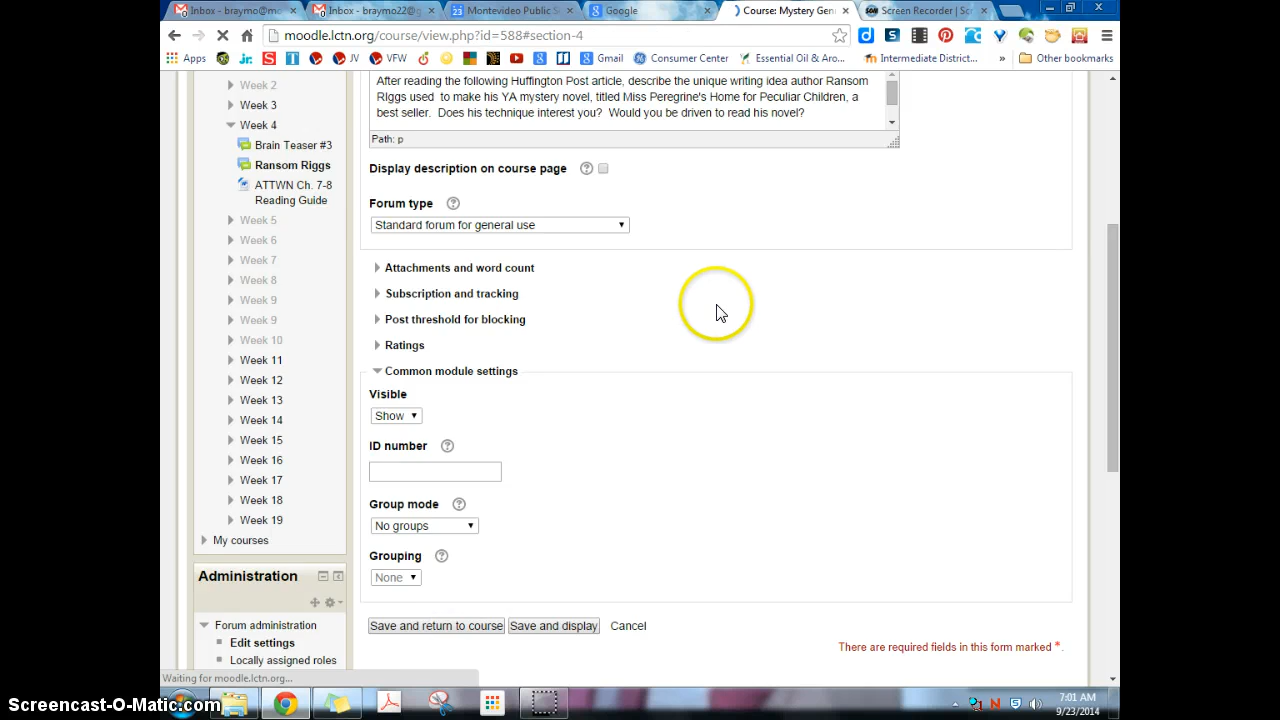 Inbox - braymo@mo
Inbox - braymo22@g
Montevideo Public S
Google
Course: Mystery Gen
Screen Recorder | Scr
moodle.lctn.org/course/view.php?id=588#section-4
Apps
Jr.
JV
VFW
Gmail
Consumer Center
Essential Oil & Aro...
Intermediate District...
»
Other bookmarks
Week 2
Week 3
Week 4
Brain Teaser #3
Ransom Riggs
ATTWN Ch. 7-8
Reading Guide
Week 5
Week 6
Week 7
Week 8
Week 9
Week 9
Week 10
Week 11
Week 12
Week 13
Week 14
Week 15
Week 16
Week 17
Week 18
Week 19
My courses
Administration
Forum administration
Edit settings
Locally assigned roles
After reading the following Huffington Post article, describe the unique writing idea author Ransom
RIggs used to make his YA mystery novel, titled Miss Peregrine's Home for Peculiar Children, a
best seller. Does his technique interest you? Would you be driven to read his novel?
Path: p
Display description on course page
Forum type
Standard forum for general use
Attachments and word count
Subscription and tracking
Post threshold for blocking
Ratings
Common module settings
Visible
Show
ID number
Group mode
No groups
Grouping
None
Save and return to course
Save and display
Cancel
There are required fields in this form marked *.
Waiting for moodle.lctn.org...
Screencast-O-Matic.com
7:01 AM
9/23/2014